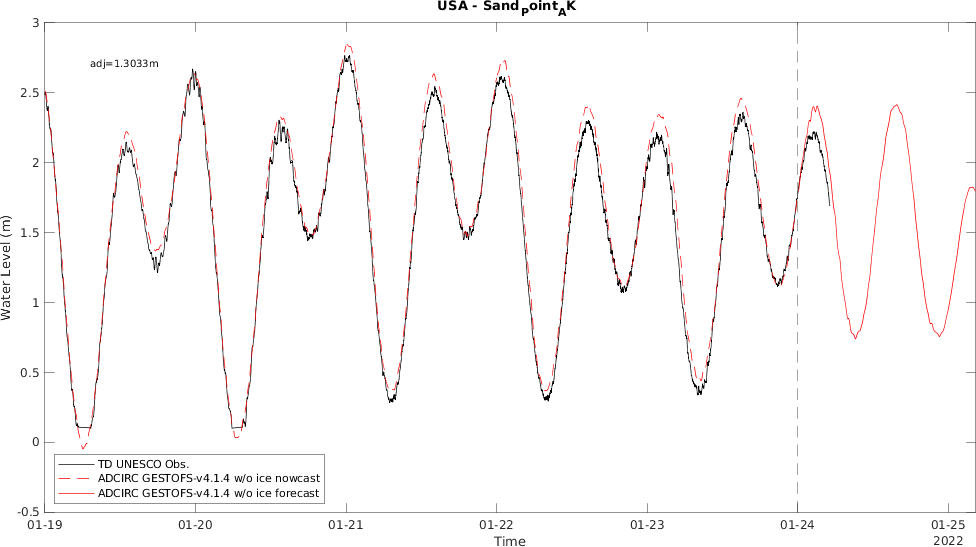 USA - Sand_Point_AK
adj=1.3033m
3
2.5
2
1.5
1
0.5
0
-0.5
Water Level (m)
TD UNESCO Obs.
ADCIRC GESTOFS-v4.1.4 w/o ice nowcast
ADCIRC GESTOFS-v4.1.4 w/o ice forecast
01-19
01-20
01-21
01-22
01-23
01-24
01-25
Time
2022